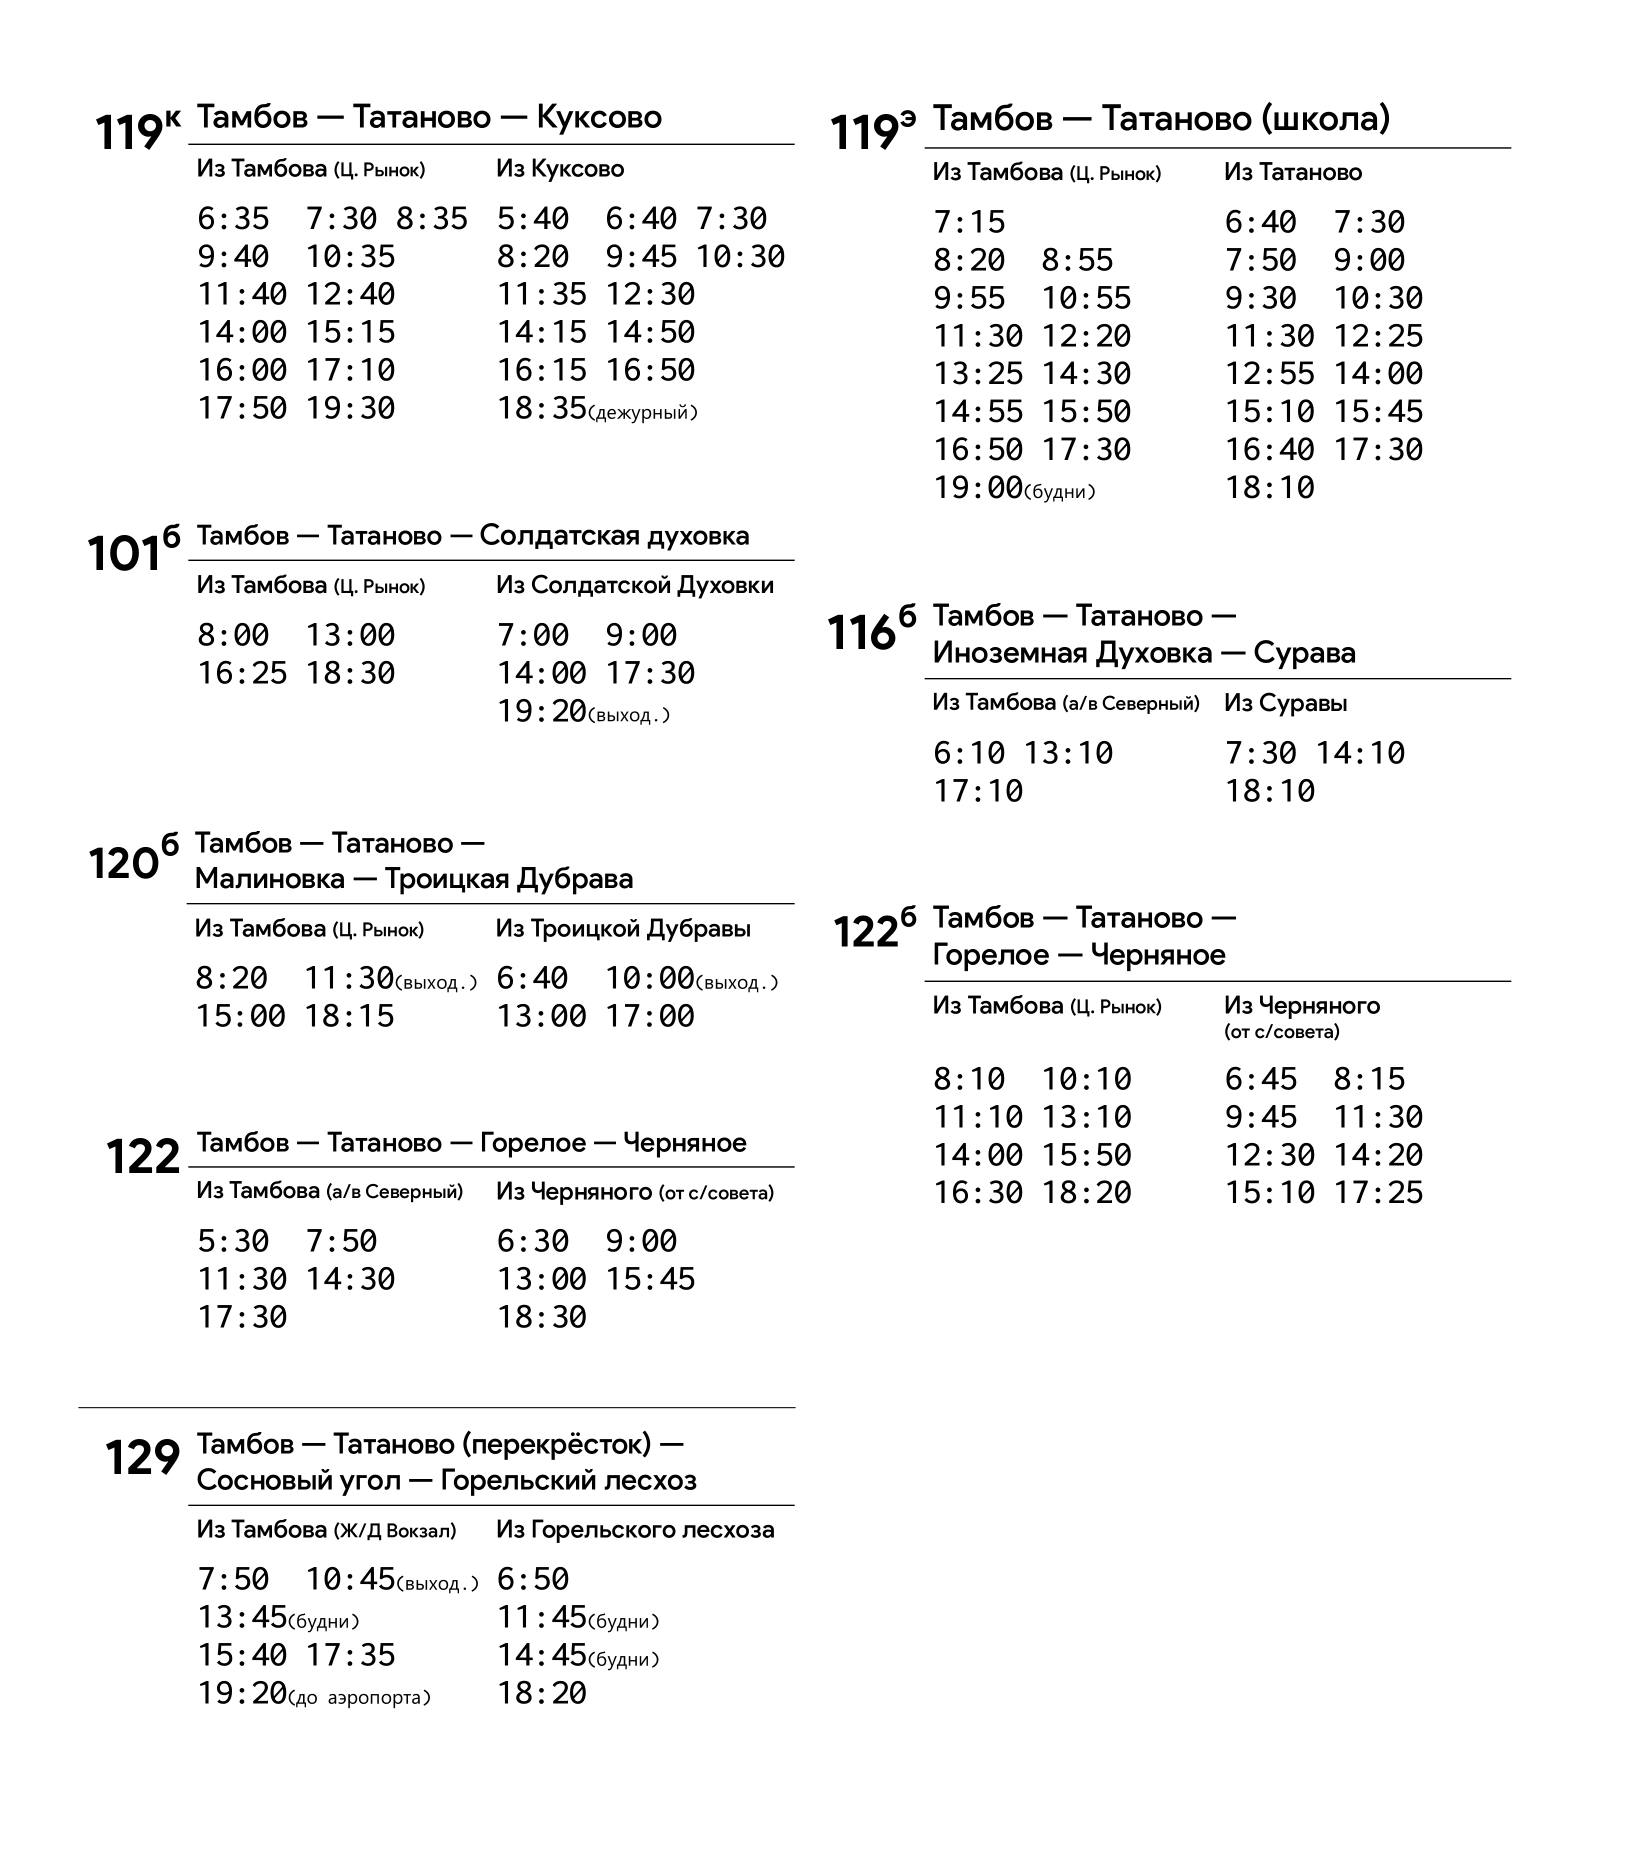 119к Тамбов — Татаново — Куксово
Из Тамбова (Ц. Рынок) Из Куксово
6:35 7:30 8:35 5:40 6:40 7:30
9:40 10:35 8:20 9:45 10:30
11:40 12:40 11:35 12:30
14:00 15:15 14:15 14:50
16:00 17:10 16:15 16:50
17:50 19:30 18:35(дежурный)
101б Тамбов — Татаново — Солдатская духовка
Из Тамбова (Ц. Рынок) Из Солдатской Духовки
8:00 13:00 7:00 9:00
16:25 18:30 14:00 17:30
19:20(выход.)
120б Тамбов — Татаново —
Малиновка — Троицкая Дубрава
Из Тамбова (Ц. Рынок) Из Троицкой Дубравы
8:20 11:30(выход.) 6:40 10:00(выход.)
15:00 18:15 13:00 17:00
122 Тамбов — Татаново — Горелое — Черняное
Из Тамбова (а/в Северный) Из Черняного (от с/совета)
5:30 7:50 6:30 9:00
11:30 14:30 13:00 15:45
17:30 18:30
129 Тамбов — Татаново (перекрёсток) —
Сосновый угол — Горельский лесхоз
Из Тамбова (Ж/Д Вокзал) Из Горельского лесхоза
7:50 10:45(выход.) 6:50
13:45(будни) 11:45(будни)
15:40 17:35 14:45(будни)
19:20(до аэропорта) 18:20
119э Тамбов — Татаново (школа)
Из Тамбова (Ц. Рынок) Из Татаново
7:15 6:40 7:30
8:20 8:55 7:50 9:00
9:55 10:55 9:30 10:30
11:30 12:20 11:30 12:25
13:25 14:30 12:55 14:00
14:55 15:50 15:10 15:45
16:50 17:30 16:40 17:30
19:00(будни) 18:10
116б Тамбов — Татаново —
Иноземная Духовка — Сурава
Из Тамбова (а/в Северный) Из Суравы
6:10 13:10 7:30 14:10
17:10 18:10
122б Тамбов — Татаново —
Горелое — Черняное
Из Тамбова (Ц. Рынок) Из Черняного
(от с/совета)
8:10 10:10 6:45 8:15
11:10 13:10 9:45 11:30
14:00 15:50 12:30 14:20
16:30 18:20 15:10 17:25